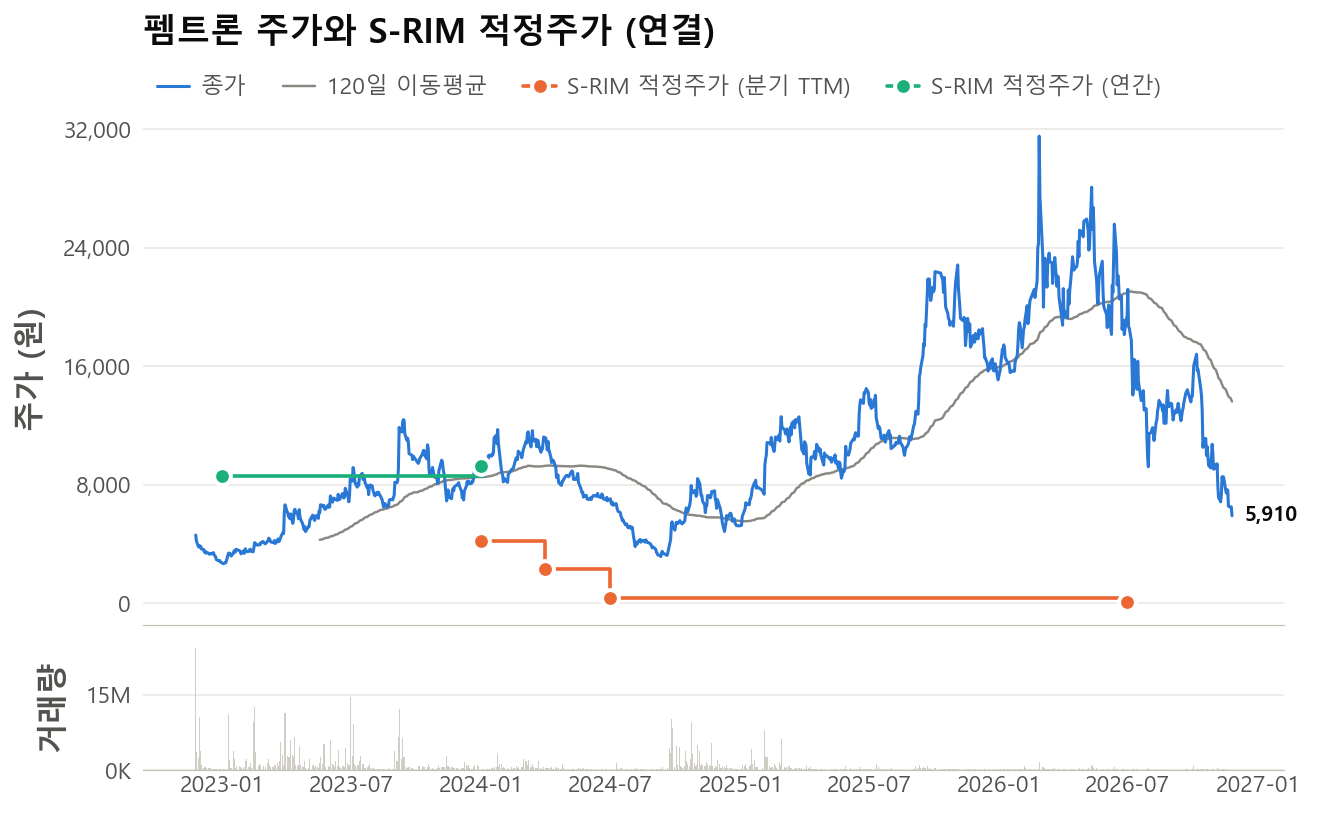 펨트론 주가와 S-RIM 적정주가 (연결)
종가 120일 이동평균 S-RIM 적정주가 (분기 TTM) S-RIM 적정주가 (연간)
주가 (원)
32,000
24,000
16,000
8,000
0
5,910
거래량
15M
0K
2023-01 2023-07 2024-01 2024-07 2025-01 2025-07 2026-01 2026-07 2027-01